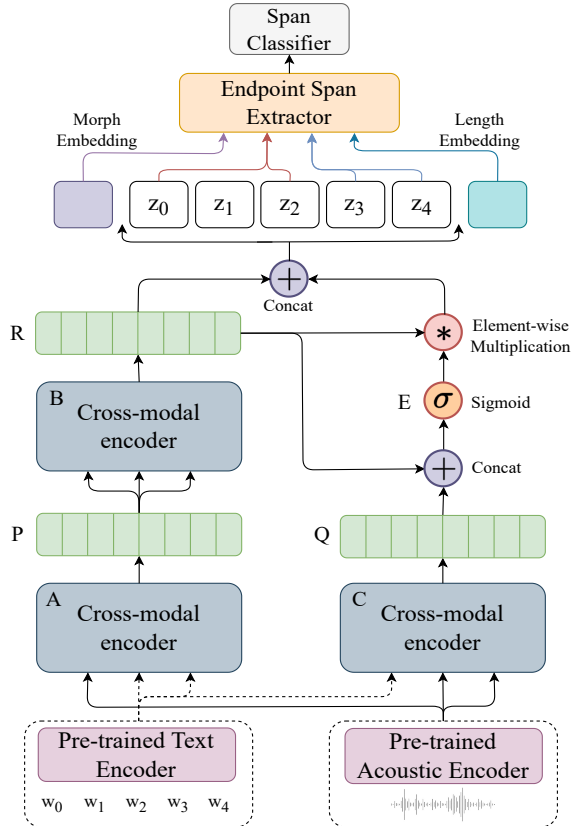 Span
Classifier
Endpoint Span
Extractor
Morph
Embedding
Length
Embedding
z0 z1 z2 z3 z4
+
Concat
R
*
Element-wise
Multiplication
B
Cross-modal
encoder
E
σ
Sigmoid
+
Concat
P
Q
A
Cross-modal
encoder
C
Cross-modal
encoder
Pre-trained Text
Encoder
w0 w1 w2 w3 w4
Pre-trained
Acoustic Encoder